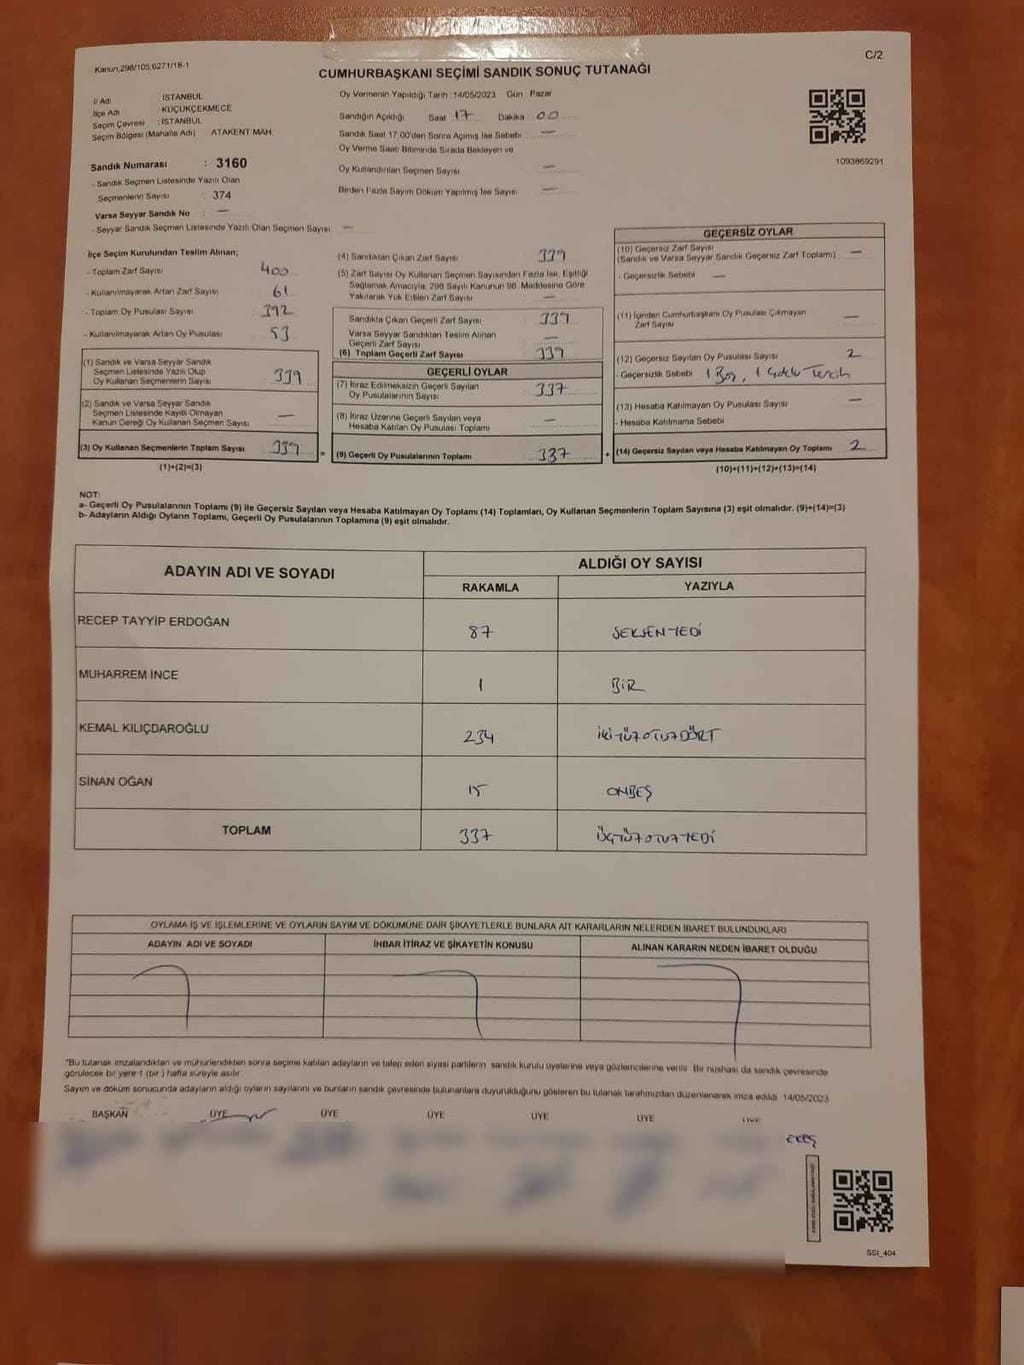 Kanun:298/105,6271/18-1
C/2
CUMHURBAŞKANI SEÇİMİ SANDIK SONUÇ TUTANAĞI
İl Adı : İSTANBUL
İlçe Adı : KÜÇÜKÇEKMECE
Seçim Çevresi : İSTANBUL
Seçim Bölgesi (Mahalle Adı) ATAKENT MAH.
Sandık Numarası : 3160
- Sandık Seçmen Listesinde Yazılı Olan
Seçmenlerin Sayısı : 374
Varsa Seyyar Sandık No : —
- Seyyar Sandık Seçmen Listesinde Yazılı Olan Seçmen Sayısı —
Oy Vermenin Yapıldığı Tarih :14/05/2023 Gün : Pazar
Sandığın Açıldığı Saat 17 Dakika 00
Sandık Saat 17:00'den Sonra Açılmış İse Sebebi —
Oy Verme Saati Bitiminde Sırada Bekleyen ve
Oy Kullandırılan Seçmen Sayısı —
Birden Fazla Sayım Döküm Yapılmış İse Sayısı —
1093869291
İlçe Seçim Kurulundan Teslim Alınan;
- Toplam Zarf Sayısı 400
- Kullanılmayarak Artan Zarf Sayısı 61
- Toplam Oy Pusulası Sayısı 392
- Kullanılmayarak Artan Oy Pusulası 53
(1) Sandık ve Varsa Seyyar Sandık
Seçmen Listesinde Yazılı Olup
Oy Kullanan Seçmenlerin Sayısı 339
(2) Sandık ve Varsa Seyyar Sandık
Seçmen Listesinde Kayıtlı Olmayan
Kanun Gereği Oy Kullanan Seçmen Sayısı —
(3) Oy Kullanan Seçmenlerin Toplam Sayısı 339
(1)+(2)=(3)
(4) Sandıktan Çıkan Zarf Sayısı 339
(5) Zarf Sayısı Oy Kullanan Seçmen Sayısından Fazla İse, Eşitliği
Sağlamak Amacıyla, 298 Sayılı Kanunun 98. Maddesine Göre
Yakılarak Yok Edilen Zarf Sayısı —
Sandıkta Çıkan Geçerli Zarf Sayısı 339
Varsa Seyyar Sandıktan Teslim Alınan
Geçerli Zarf Sayısı —
(6) Toplam Geçerli Zarf Sayısı 339
GEÇERLİ OYLAR
(7) İtiraz Edilmeksizin Geçerli Sayılan
Oy Pusulalarının Sayısı 337
(8) İtiraz Üzerine Geçerli Sayılan veya
Hesaba Katılan Oy Pusulası Toplamı —
= (9) Geçerli Oy Pusulalarının Toplamı 337
GEÇERSİZ OYLAR
(10) Geçersiz Zarf Sayısı
(Sandık ve Varsa Seyyar Sandık Geçersiz Zarf Toplamı) —
- Geçersizlik Sebebi —
(11) İçinden Cumhurbaşkanı Oy Pusulası Çıkmayan
Zarf Sayısı —
(12) Geçersiz Sayılan Oy Pusulası Sayısı 2
- Geçersizlik Sebebi 1 Boş, 1 Çoklu Tercih
(13) Hesaba Katılmayan Oy Pusulası Sayısı —
- Hesaba Katılmama Sebebi
+ (14) Geçersiz Sayılan veya Hesaba Katılmayan Oy Toplamı 2
(10)+(11)+(12)+(13)=(14)
NOT:
a- Geçerli Oy Pusulalarının Toplamı (9) ile Geçersiz Sayılan veya Hesaba Katılmayan Oy Toplamı (14) Toplamları, Oy Kullanan Seçmenlerin Toplam Sayısına (3) eşit olmalıdır. (9)+(14)=(3)
b- Adayların Aldığı Oyların Toplamı, Geçerli Oy Pusulalarının Toplamına (9) eşit olmalıdır.
ADAYIN ADI VE SOYADI
ALDIĞI OY SAYISI
RAKAMLA YAZIYLA
RECEP TAYYİP ERDOĞAN 87 SEKSENYEDİ
MUHARREM İNCE 1 BİR
KEMAL KILIÇDAROĞLU 234 İKİYÜZOTUZDÖRT
SİNAN OĞAN 15 ONBEŞ
TOPLAM 337 ÜÇYÜZOTUZYEDİ
OYLAMA İŞ VE İŞLEMLERİNE VE OYLARIN SAYIM VE DÖKÜMÜNE DAİR ŞİKAYETLERLE BUNLARA AİT KARARLARIN NELERDEN İBARET BULUNDUKLARI
ADAYIN ADI VE SOYADI İHBAR İTİRAZ VE ŞİKAYETİN KONUSU ALINAN KARARIN NEDEN İBARET OLDUĞU
*Bu tutanak imzalandıktan ve mühürlendikten sonra seçime katılan adayların ve talep eden siyasi partilerin sandık kurulu üyelerine veya gözlemcilerine verilir. Bir nüshası da sandık çevresinde
görülecek bir yere 1 (bir ) hafta süreyle asılır.
Sayım ve döküm sonucunda adayların aldığı oyların sayılarını ve bunların sandık çevresinde bulunanlara duyurulduğunu gösteren bu tutanak tarafımızdan düzenlenerek imza edildi. 14/05/2023
BAŞKAN ÜYE ÜYE ÜYE ÜYE ÜYE ÜYE
SSI_404